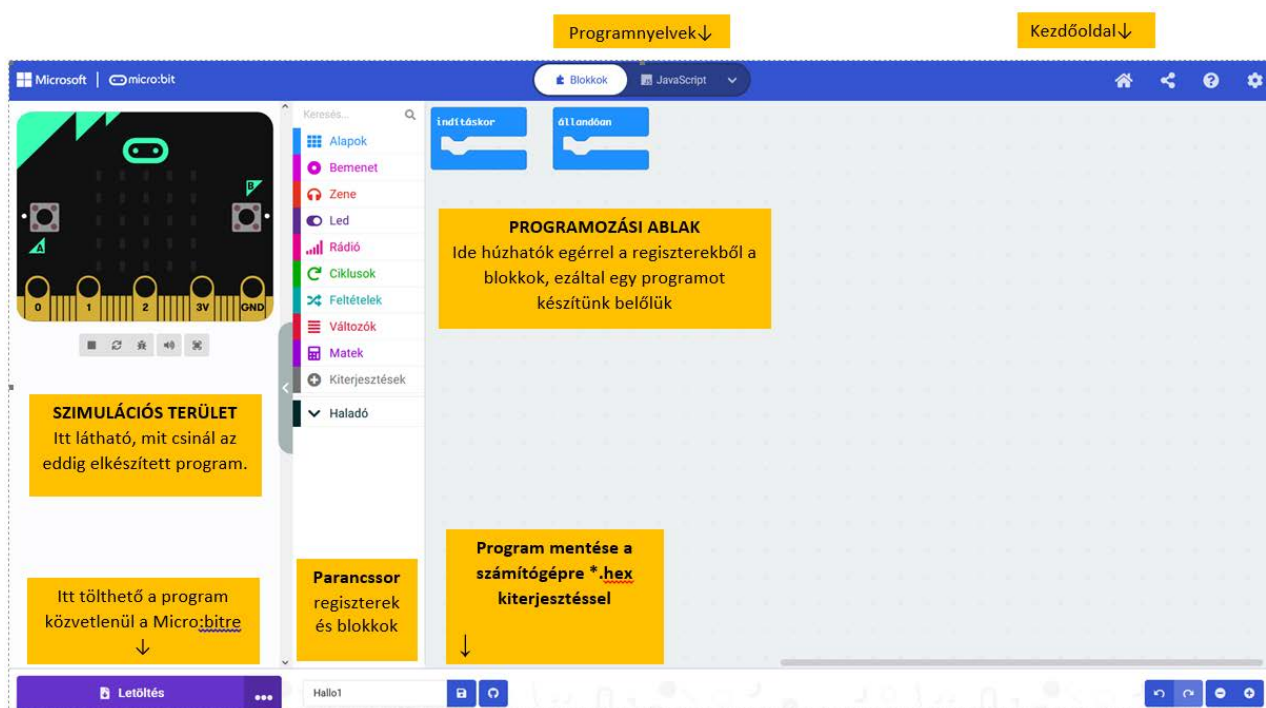 Programnyelvek↓
Kezdőoldal↓
Microsoft
micro:bit
Blokkok
JavaScript
B
A
0 1 2 3V GND
Keresés...
Alapok
Bemenet
Zene
Led
Rádió
Ciklusok
Feltételek
Változók
Matek
Kiterjesztések
Haladó
indításkor
állandóan
PROGRAMOZÁSI ABLAK
Ide húzhatók egérrel a regiszterekből a
blokkok, ezáltal egy programot
készítünk belőlük
SZIMULÁCIÓS TERÜLET
Itt látható, mit csinál az
eddig elkészített program.
Itt tölthető a program
közvetlenül a Micro:bitre
↓
Parancssor
regiszterek
és blokkok
Program mentése a
számítógépre *.hex
kiterjesztéssel
↓
Letöltés
Hallo1